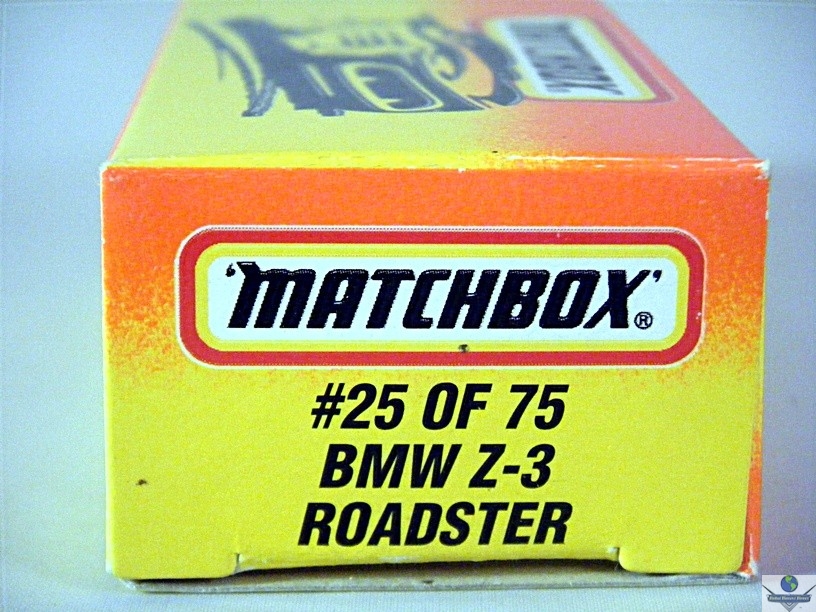 'MATCHBOX'®
#25 OF 75
BMW Z-3
ROADSTER